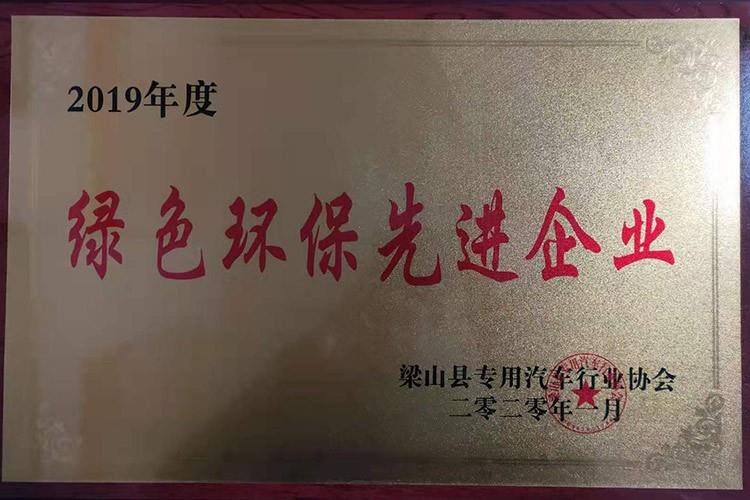 2019年度
绿色环保先进企业
梁山县专用汽车行业协会
二零二零年一月